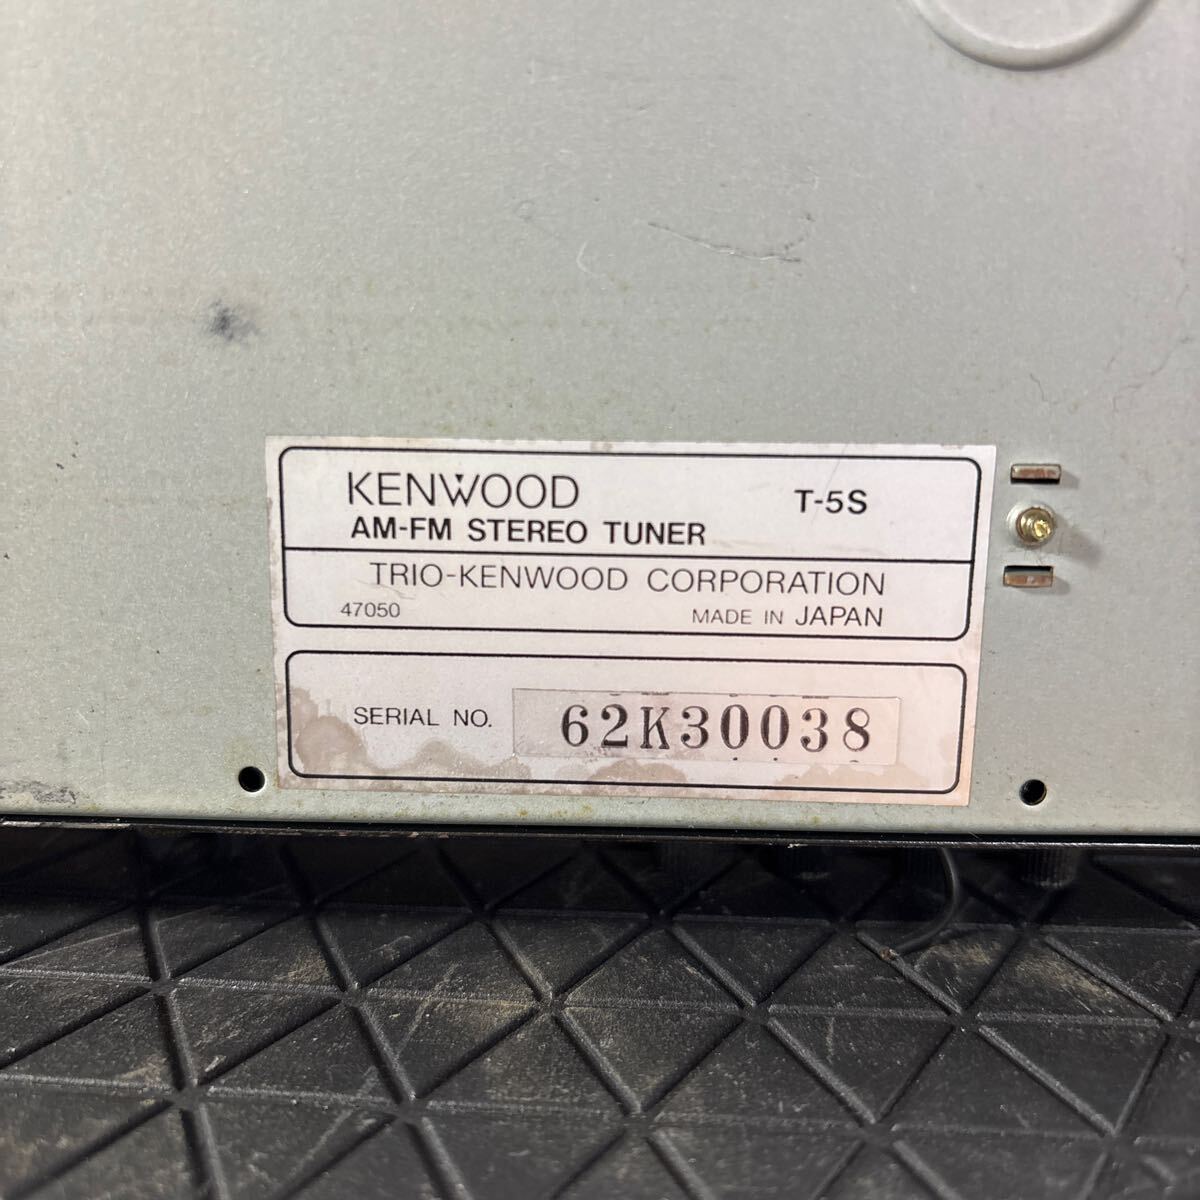 KENWOOD T-5S
AM-FM STEREO TUNER
TRIO-KENWOOD CORPORATION
47050 MADE IN JAPAN
SERIAL NO. 62K30038